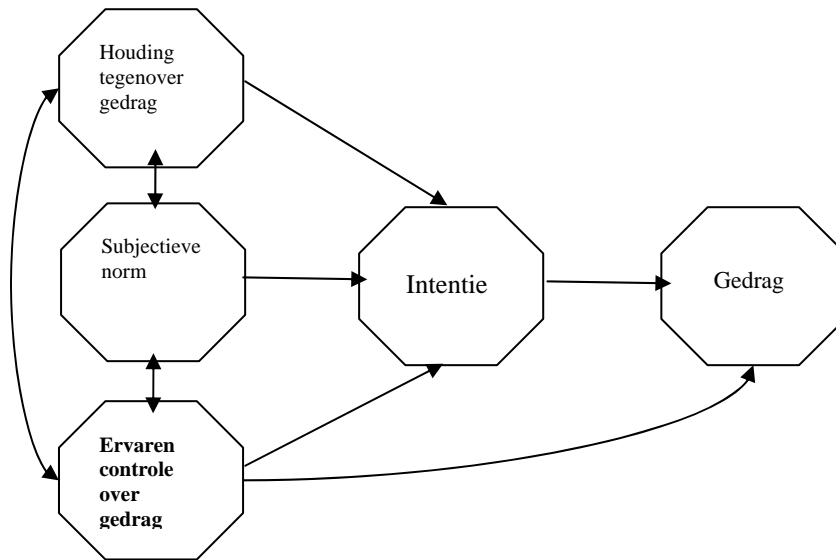 Houding
tegenover
gedrag
Subjectieve
norm
Intentie
Gedrag
Ervaren
controle
over
gedrag